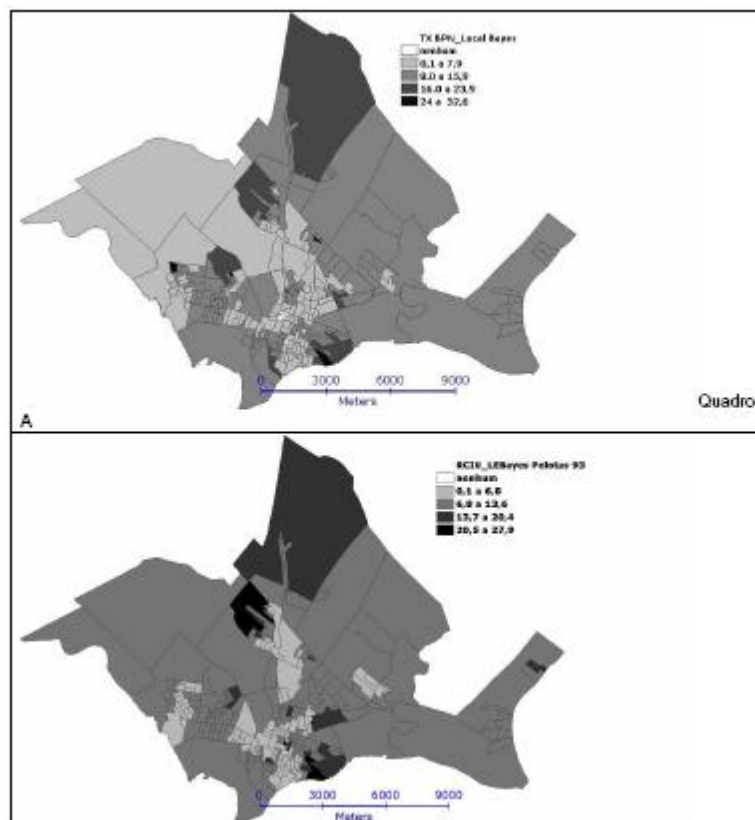 TX BPN_Local Bayes
nenhum
0,1 a 7,9
8.0 a 15,9
16.0 a 23,9
24 a 32,6
0 3000 6000 9000
Meters
Quadro
A
RCIU_LEBayes Pelotas 93
nenhum
0,1 a 6,8
6,8 a 13,6
13,7 a 20,4
20,5 a 27,9
0 3000 6000 9000
Meters